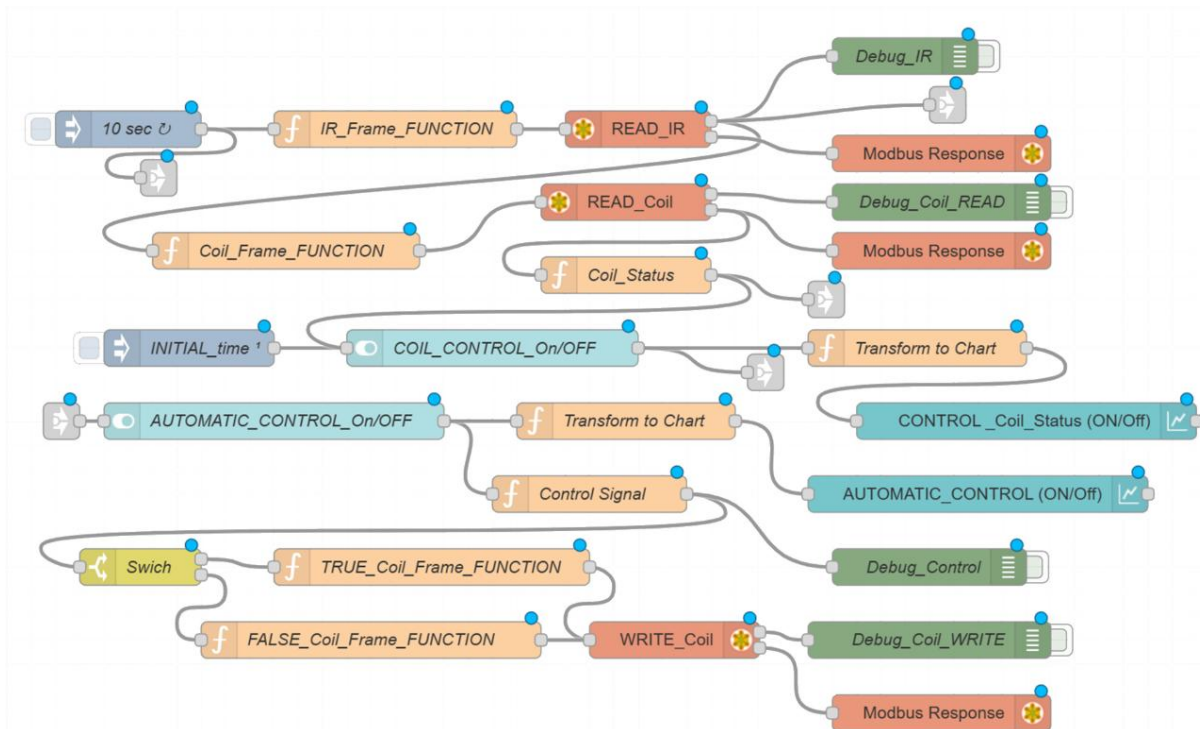 Debug_IR
10 sec ↻
IR_Frame_FUNCTION
READ_IR
Modbus Response
READ_Coil
Debug_Coil_READ
Coil_Frame_FUNCTION
Modbus Response
Coil_Status
INITIAL_time ¹
COIL_CONTROL_On/OFF
Transform to Chart
AUTOMATIC_CONTROL_On/OFF
Transform to Chart
CONTROL _Coil_Status (ON/Off)
Control Signal
AUTOMATIC_CONTROL (ON/Off)
Swich
TRUE_Coil_Frame_FUNCTION
Debug_Control
FALSE_Coil_Frame_FUNCTION
WRITE_Coil
Debug_Coil_WRITE
Modbus Response